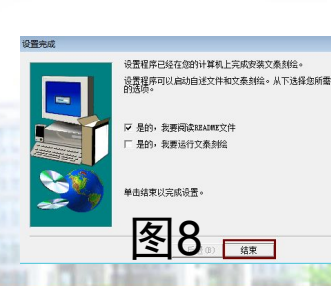 设置完成
设置程序已经在您的计算机上完成安装文泰刻绘。
设置程序可以启动自述文件和文泰刻绘。从下选择您所需
的选项。
是的，我要阅读README文件
是的，我要运行文泰刻绘
单击结束以完成设置。
图8
(B) 结束